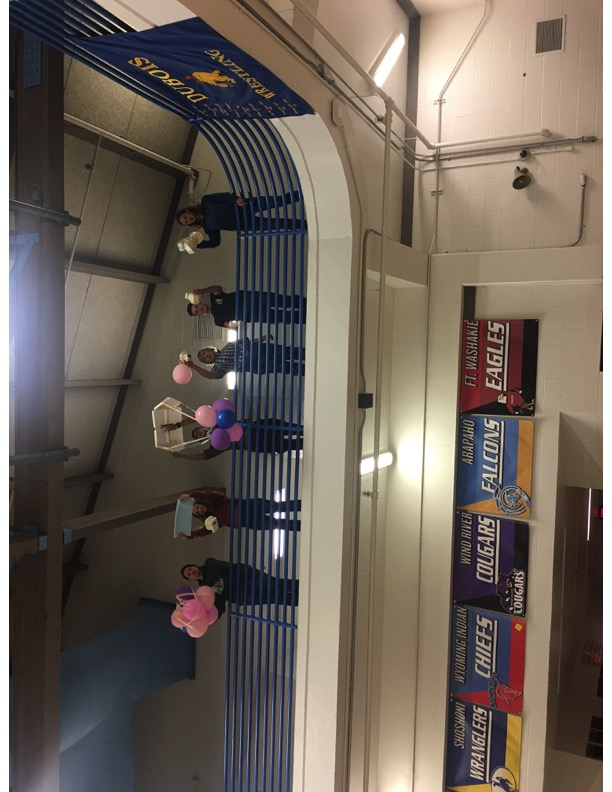 DUBOIS
WRESTLING
FT. WASHAKIE
EAGLES
ARAPAHO
FALCONS
WIND RIVER
COUGARS
COUGARS
WYOMING INDIAN
CHIEFS
SHOSHONI
WRANGLERS